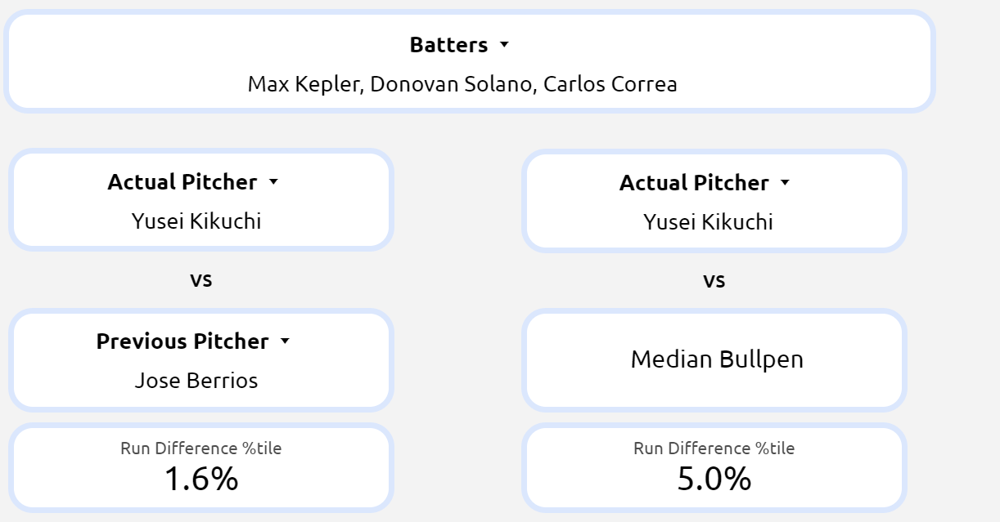 Batters
Max Kepler, Donovan Solano, Carlos Correa
Actual Pitcher
Yusei Kikuchi
vs
Previous Pitcher
Jose Berrios
Run Difference %tile
1.6%
Actual Pitcher
Yusei Kikuchi
vs
Median Bullpen
Run Difference %tile
5.0%